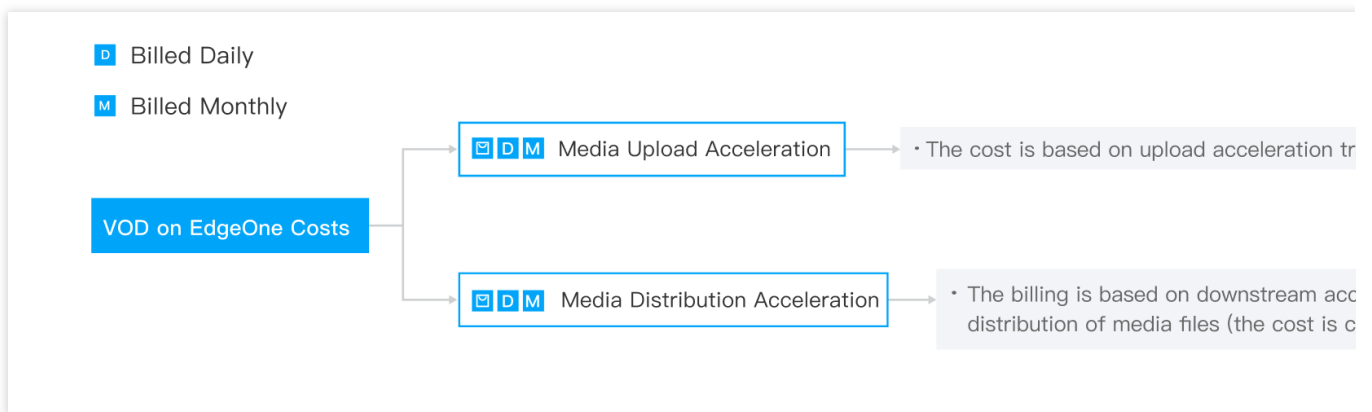 D Billed Daily
M Billed Monthly
D M Media Upload Acceleration
• The cost is based on upload acceleration
VOD on EdgeOne Costs
D M Media Distribution Acceleration
• The billing is based on downstream
distribution of media files (the cost is